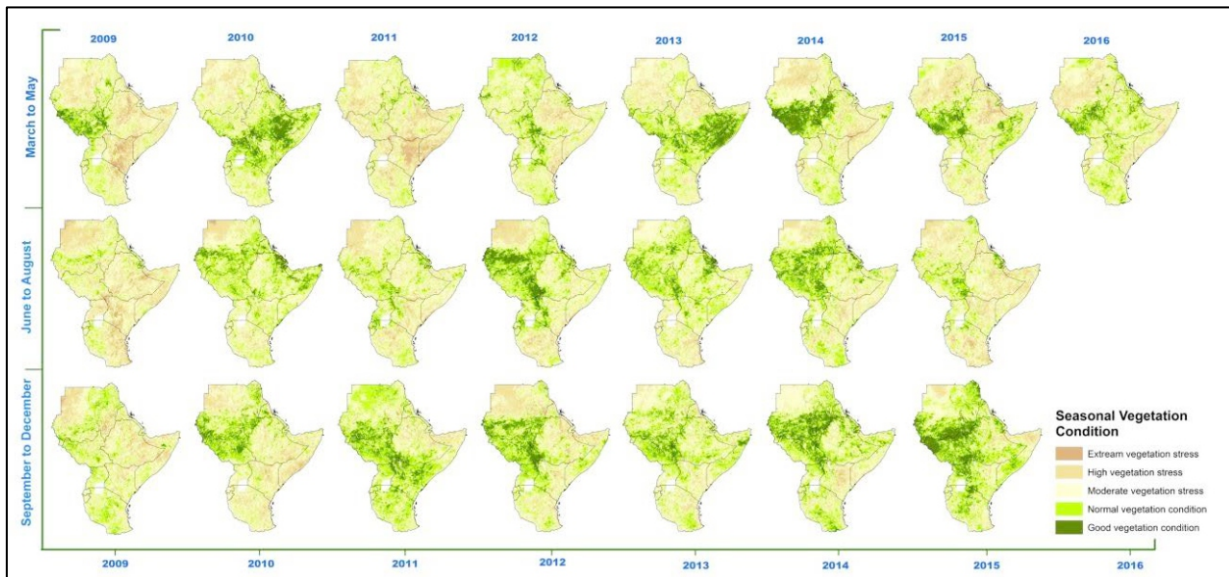 2009
2010
2011
2012
2013
2014
2015
2016
March to May
June to August
September to December
Seasonal Vegetation
Condition
Extream vegetation stress
High vegetation stress
Moderate vegetation stress
Normal vegetation condition
Good vegetation condition
2009
2010
2011
2012
2013
2014
2015
2016